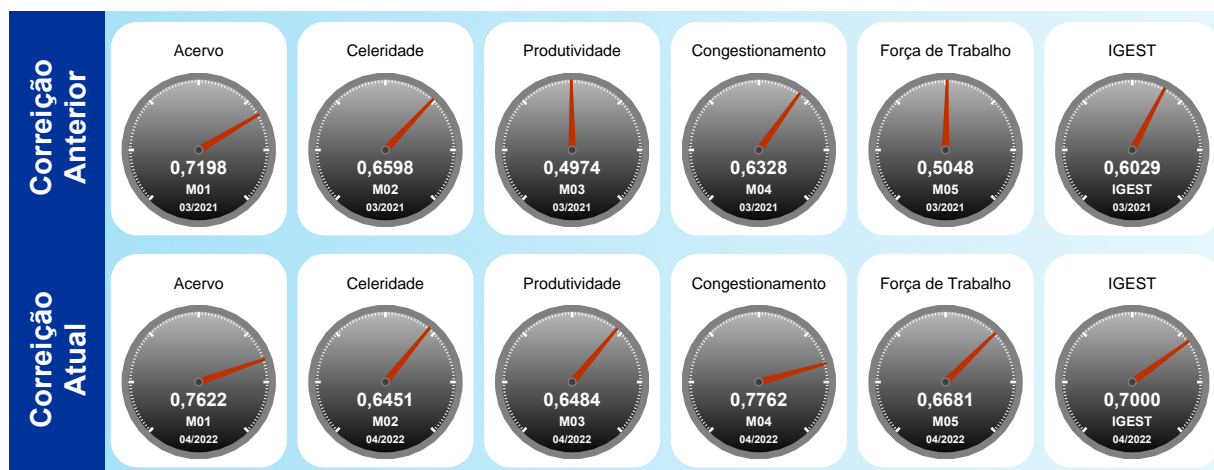 Correição
Anterior
Acervo
0,7198
M01
03/2021
Celeridade
0,6598
M02
03/2021
Produtividade
0,4974
M03
03/2021
Congestionamento
0,6328
M04
03/2021
Força de Trabalho
0,5048
M05
03/2021
IGEST
0,6029
IGEST
03/2021
Correição
Atual
Acervo
0,7622
M01
04/2022
Celeridade
0,6451
M02
04/2022
Produtividade
0,6484
M03
04/2022
Congestionamento
0,7762
M04
04/2022
Força de Trabalho
0,6681
M05
04/2022
IGEST
0,7000
IGEST
04/2022